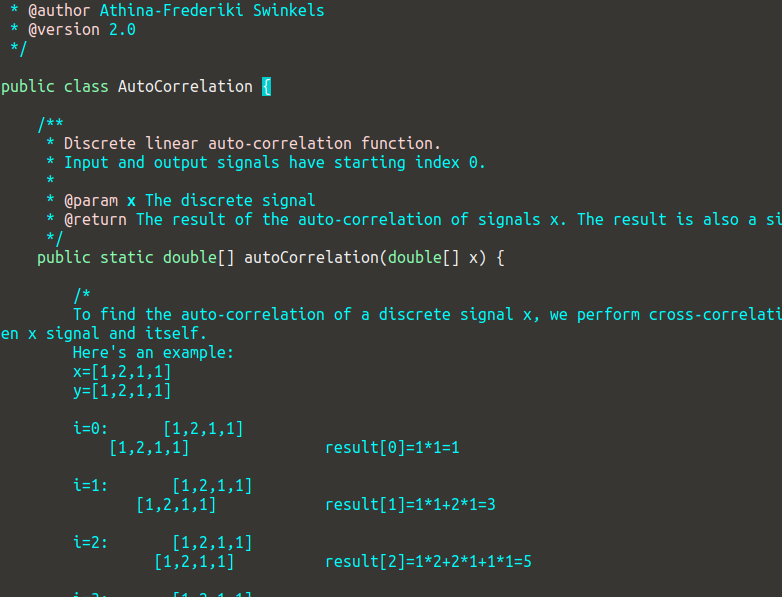 * @author Athina-Frederiki Swinkels
 * @version 2.0
 */
public class AutoCorrelation {
    /**
     * Discrete linear auto-correlation function.
     * Input and output signals have starting index 0.
     *
     * @param x The discrete signal
     * @return The result of the auto-correlation of signals x. The result is also a si
     */
    public static double[] autoCorrelation(double[] x) {
        /*
        To find the auto-correlation of a discrete signal x, we perform cross-correlati
en x signal and itself.
        Here's an example:
        x=[1,2,1,1]
        y=[1,2,1,1]
        i=0:      [1,2,1,1]
            [1,2,1,1]               result[0]=1*1=1
        i=1:       [1,2,1,1]
               [1,2,1,1]            result[1]=1*1+2*1=3
        i=2:       [1,2,1,1]
                 [1,2,1,1]          result[2]=1*2+2*1+1*1=5